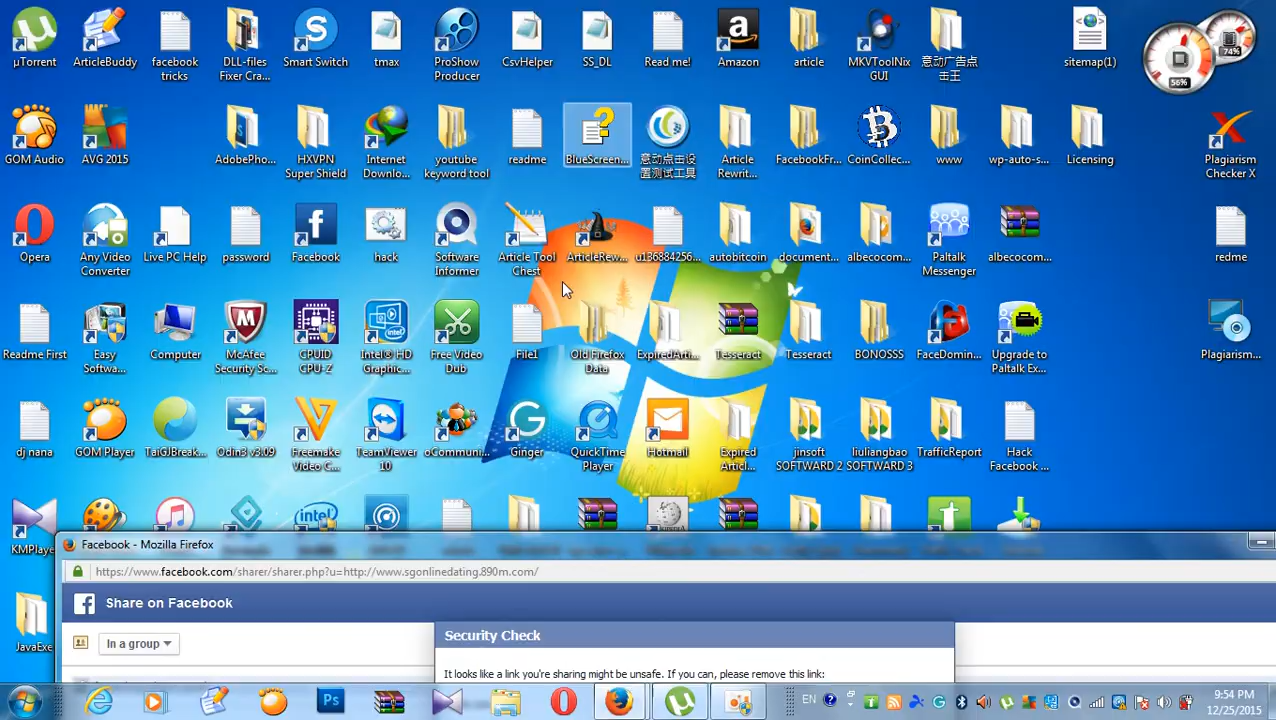 µTorrent
ArticleBuddy
facebook
tricks
DLL-files
Fixer Cra...
Smart Switch
tmax
ProShow
Producer
CsvHelper
SS_DL
Read me!
Amazon
article
MKVToolNix
GUI
意动广告点
击王
sitemap(1)
56%
74%
GOM Audio
AVG 2015
AdobePho...
HXVPN
Super Shield
Internet
Downlo...
youtube
keyword tool
readme
BlueScreen...
意动点击设
置测试工具
Article
Rewrit...
FacebookFr...
CoinCollec...
www
wp-auto-s...
Licensing
Plagiarism
Checker X
Opera
Any Video
Converter
Live PC Help
password
Facebook
hack
Software
Informer
Article Tool
Chest
ArticleRew...
u136884256...
autobitcoin
document...
albecocom...
Paltalk
Messenger
albecocom...
redme
Readme First
Easy
Softwa...
Computer
McAfee
Security Sc...
CPUID
CPU-Z
Intel® HD
Graphic...
Free Video
Dub
File1
Old Firefox
Data
ExpiredArti...
Tesseract
Tesseract
BONOSSS
FaceDomin...
Upgrade to
Paltalk Ex...
Plagiarism...
dj nana
GOM Player
TaiGJBreak...
Odin3 v3.09
Freemake
Video C...
TeamViewer
10
oCommuni...
Ginger
QuickTime
Player
Hotmail
Expired
Articl...
jinsoft
SOFTWARD 2
liuliangbao
SOFTWARD 3
TrafficReport
Hack
Facebook ...
KMPlaye
JavaExe
Facebook - Mozilla Firefox
https://www.facebook.com/sharer/sharer.php?u=http://www.sgonlinedating.890m.com/
Share on Facebook
In a group
Security Check
It looks like a link you're sharing might be unsafe. If you can, please remove this link:
EN
9:54 PM
12/25/2015